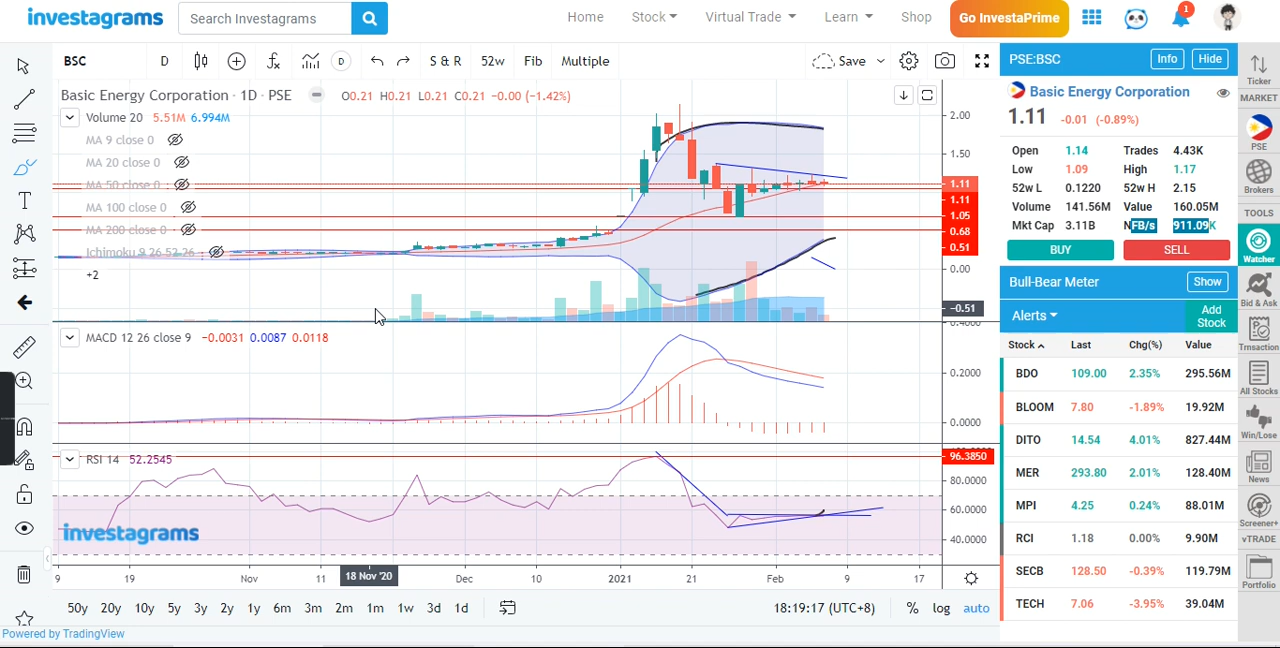 investagrams
Search Investagrams
Home
Stock
Virtual Trade
Learn
Shop
Go InvestaPrime
1
BSC
D
D
S & R
52w
Fib
Multiple
Save
Basic Energy Corporation · 1D · PSE
O0.21 H0.21 L0.21 C0.21 −0.00 (−1.42%)
Volume 20 5.51M 6.994M
MA 9 close 0
MA 20 close 0
MA 50 close 0
MA 100 close 0
MA 200 close 0
Ichimoku 9 26 52 26
+2
2.00
1.50
1.11
1.11
1.05
0.68
0.51
0.00
−0.51
MACD 12 26 close 9 −0.0031 0.0087 0.0118
0.4000
0.2000
0.0000
RSI 14 52.2545
96.3850
80.0000
60.0000
40.0000
investagrams
9
19
Nov
11
18 Nov '20
Dec
10
2021
21
Feb
9
17
50y 20y 10y 5y 3y 2y 1y 6m 3m 2m 1m 1w 3d 1d
18:19:17 (UTC+8)
% log auto
Powered by TradingView
PSE:BSC
Info
Hide
Basic Energy Corporation
1.11 -0.01 (-0.89%)
Open 1.14 Trades 4.43K
Low 1.09 High 1.17
52w L 0.1220 52w H 2.15
Volume 141.56M Value 160.05M
Mkt Cap 3.11B NFB/s 911.09K
BUY
SELL
Bull-Bear Meter
Show
Alerts
Add
Stock
Stock Last Chg(%) Value
BDO 109.00 2.35% 295.56M
BLOOM 7.80 -1.89% 19.92M
DITO 14.54 4.01% 827.44M
MER 293.80 2.01% 128.40M
MPI 4.25 0.24% 88.01M
RCI 1.18 0.00% 9.90M
SECB 128.50 -0.39% 119.79M
TECH 7.06 -3.95% 39.04M
Ticker
MARKET
PSE
Brokers
TOOLS
Watcher
Bid & Ask
Trnsaction
All Stocks
Win/Lose
News
Screener+
vTRADE
Portfolio